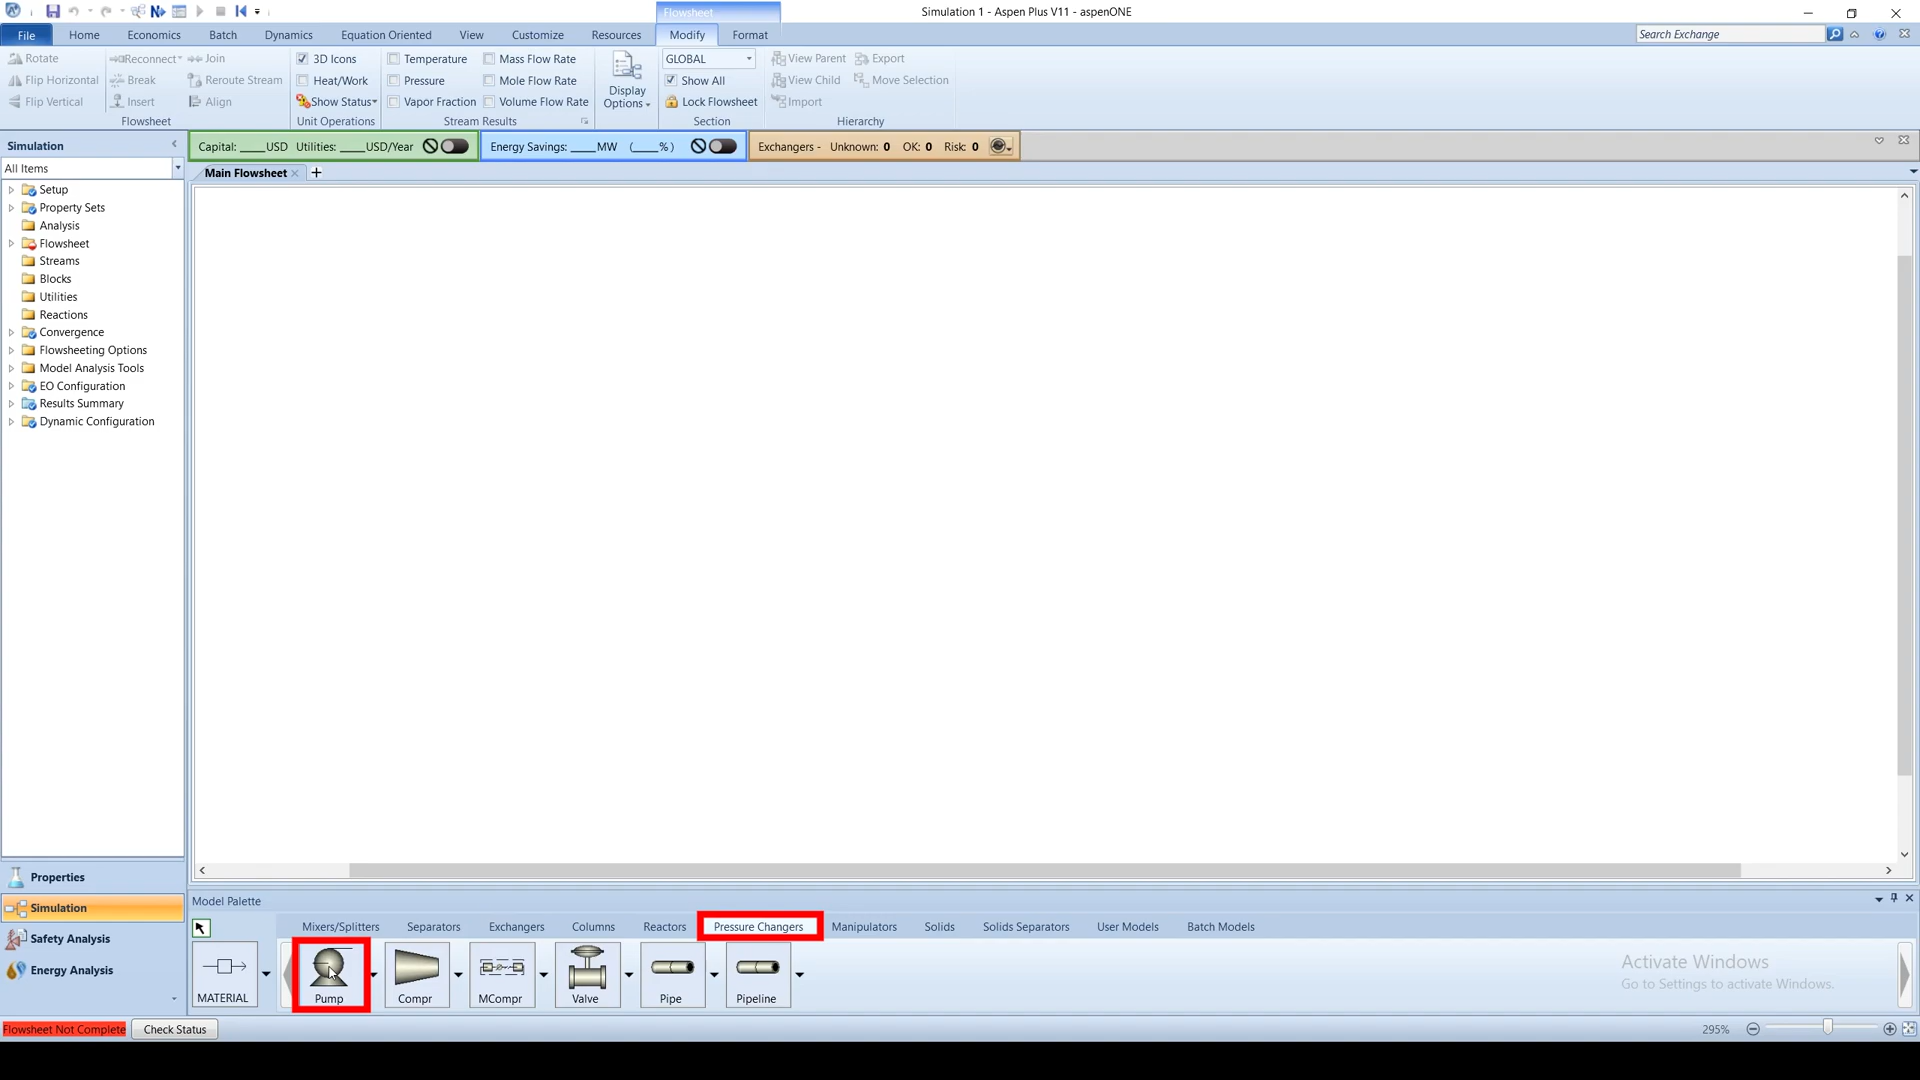 Flowsheet
Simulation 1 - Aspen Plus V11 - aspenONE
File Home Economics Batch Dynamics Equation Oriented View Customize Resources Modify Format
Search Exchange
Rotate Reconnect Join
Flip Horizontal Break Reroute Stream
Flip Vertical Insert Align
Flowsheet
3D Icons
Heat/Work
Show Status
Unit Operations
Temperature Mass Flow Rate
Pressure Mole Flow Rate
Vapor Fraction Volume Flow Rate
Stream Results
Display
Options
GLOBAL
Show All
Lock Flowsheet
Section
View Parent Export
View Child Move Selection
Import
Hierarchy
Simulation
All Items
Capital: ____USD Utilities: ____USD/Year
Energy Savings: ____MW (____%)
Exchangers - Unknown: 0 OK: 0 Risk: 0
Main Flowsheet
Setup
Property Sets
Analysis
Flowsheet
Streams
Blocks
Utilities
Reactions
Convergence
Flowsheeting Options
Model Analysis Tools
EO Configuration
Results Summary
Dynamic Configuration
Properties
Simulation
Safety Analysis
Energy Analysis
Model Palette
Mixers/Splitters Separators Exchangers Columns Reactors Pressure Changers Manipulators Solids Solids Separators User Models Batch Models
MATERIAL Pump Compr MCompr Valve Pipe Pipeline
Activate Windows
Go to Settings to activate Windows.
Flowsheet Not Complete Check Status
295%